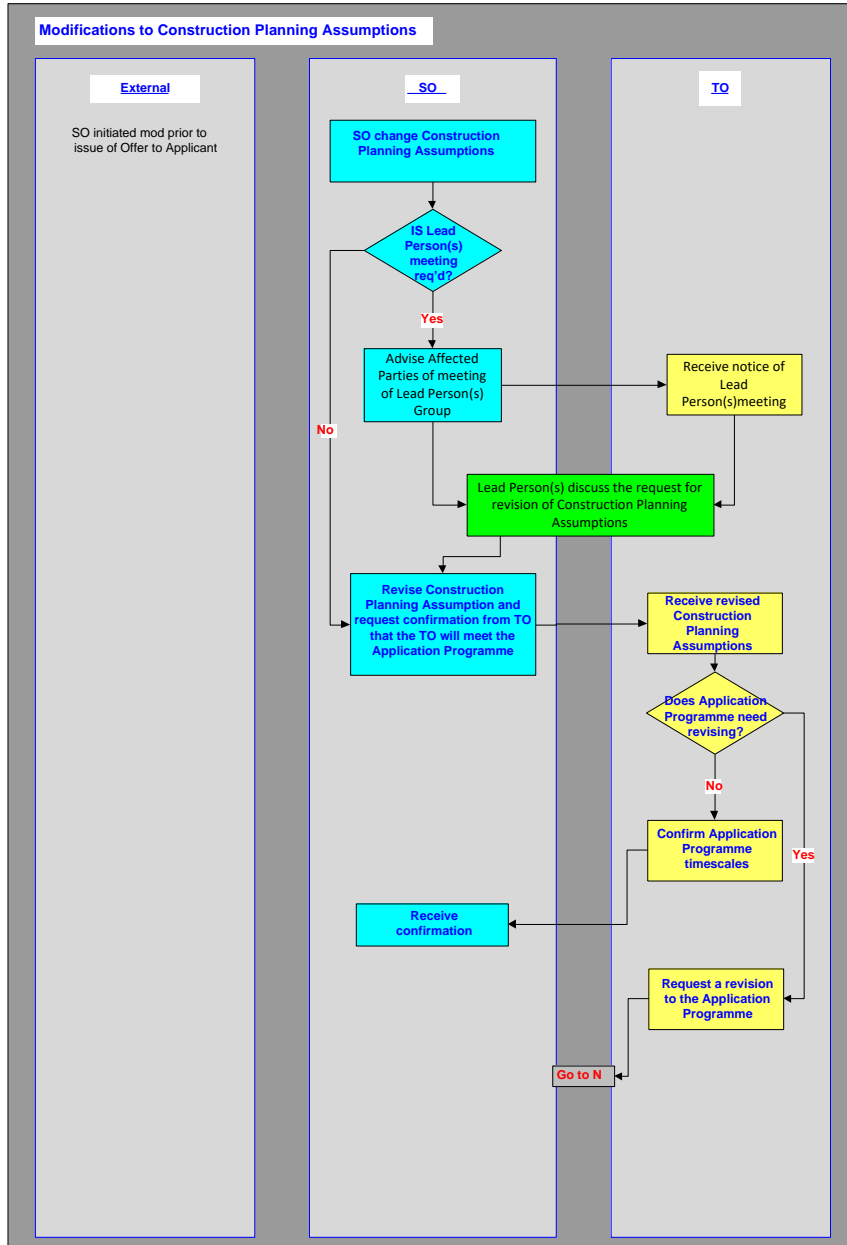 Modifications to Construction Planning Assumptions
External
SO
TO
SO initiated mod prior to
issue of Offer to Applicant
SO change Construction
Planning Assumptions
IS Lead
Person(s)
meeting
req'd?
Yes
Advise Affected
Parties of meeting
of Lead Person(s)
Group
Receive notice of
Lead
Person(s)meeting
No
Lead Person(s) discuss the request for
revision of Construction Planning
Assumptions
Revise Construction
Planning Assumption and
request confirmation from TO
that the TO will meet the
Application Programme
Receive revised
Construction
Planning
Assumptions
Does Application
Programme need
revising?
No
Confirm Application
Programme
timescales
Yes
Receive
confirmation
Request a revision
to the Application
Programme
Go to N